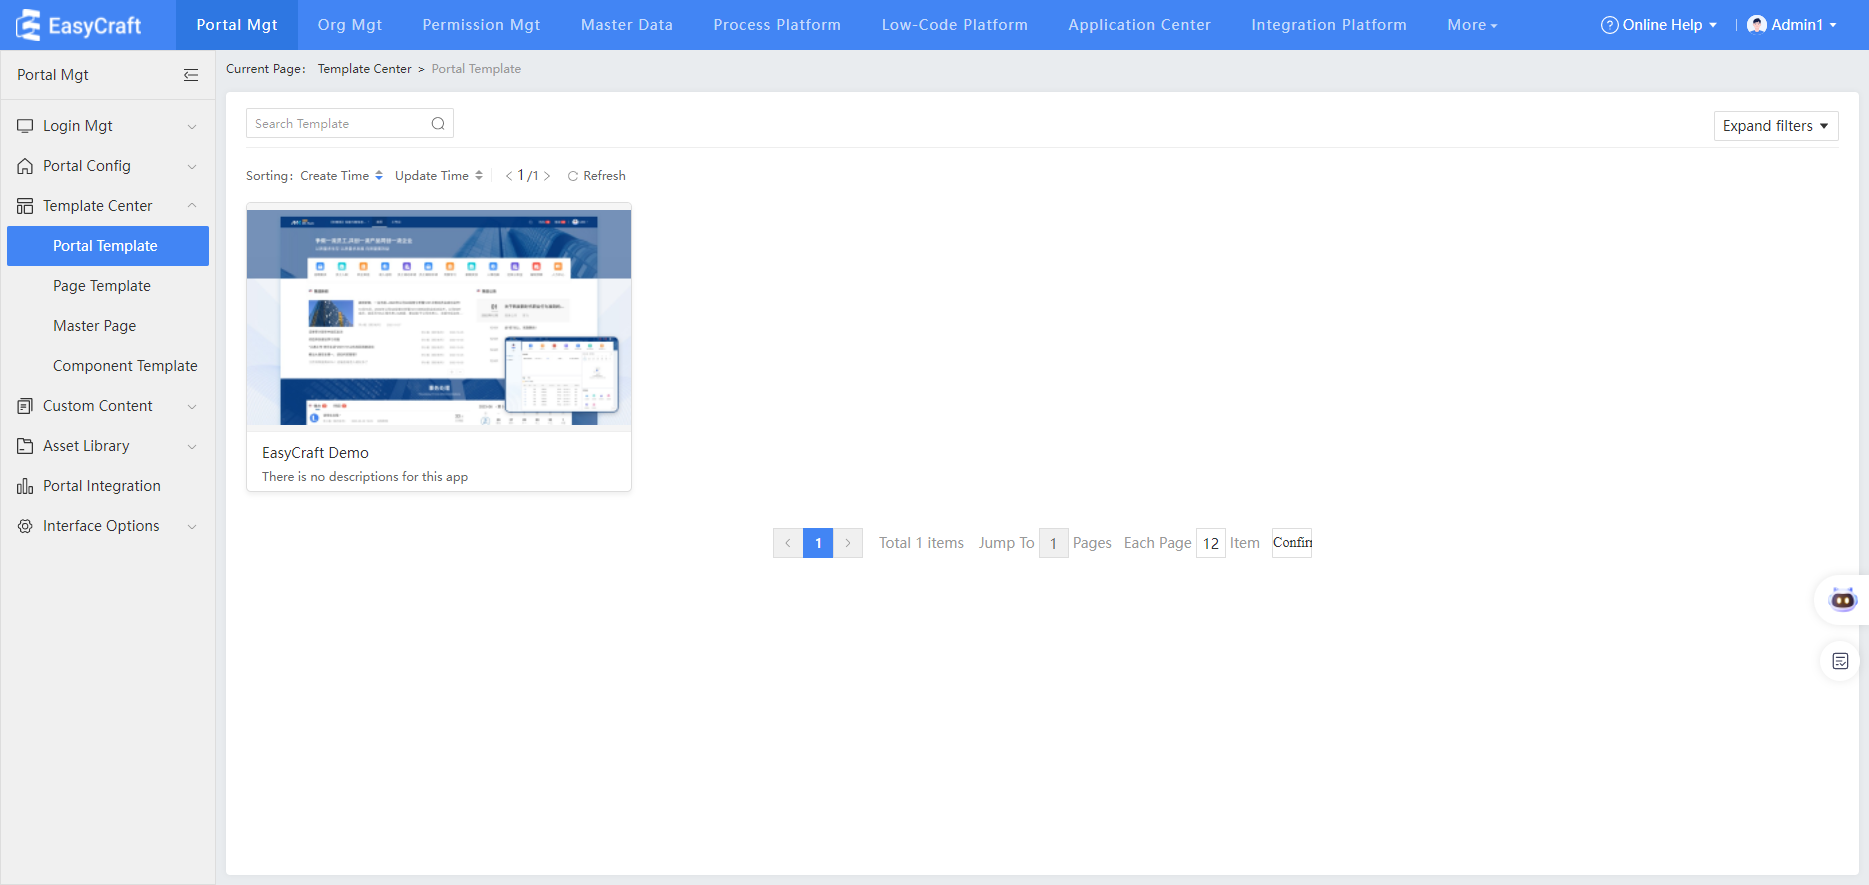 EasyCraft
Portal Mgt
Org Mgt
Permission Mgt
Master Data
Process Platform
Low-Code Platform
Application Center
Integration Platform
More
Online Help
Admin1
Portal Mgt
Login Mgt
Portal Config
Template Center
Portal Template
Page Template
Master Page
Component Template
Custom Content
Asset Library
Portal Integration
Interface Options
Current Page: Template Center > Portal Template
Search Template
Expand filters
Sorting: Create Time Update Time < 1 /1 > Refresh
EasyCraft Demo
There is no descriptions for this app
< 1 > Total 1 items Jump To 1 Pages Each Page 12 Item Confirm